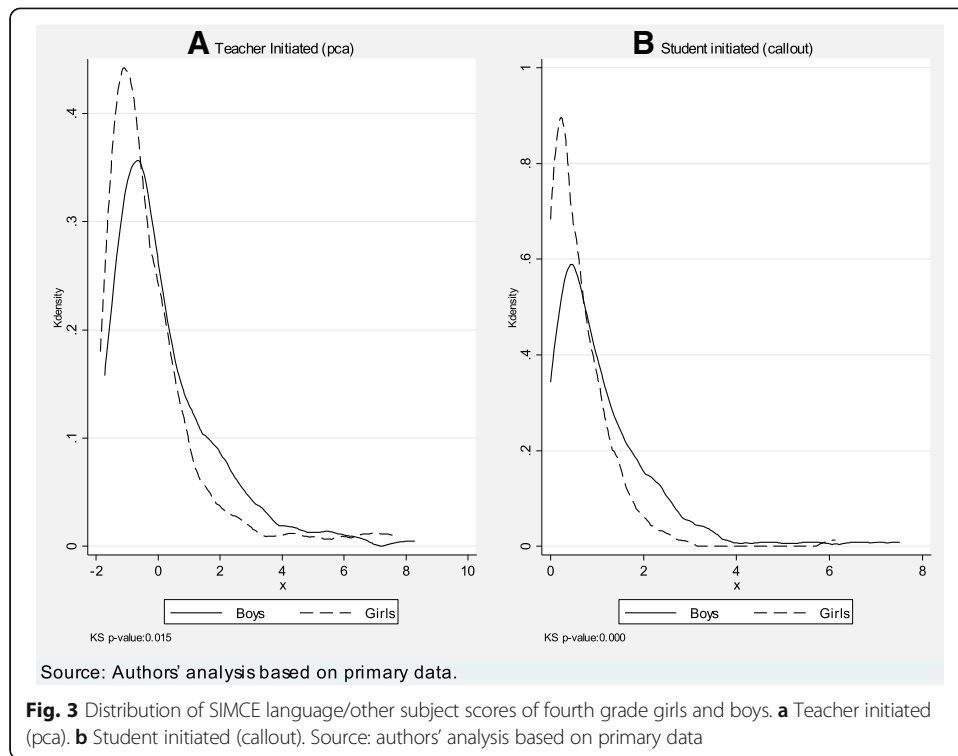 A Teacher Initiated (pca)
Kdensity
.4
.3
.2
.1
0
-2 0 2 4 6 8 10
x
Boys Girls
KS p-value:0.015
B Student initiated (callout)
Kdensity
1
.8
.6
.4
.2
0
0 2 4 6 8
x
Boys Girls
KS p-value:0.000
Source: Authors' analysis based on primary data.
Fig. 3 Distribution of SIMCE language/other subject scores of fourth grade girls and boys. a Teacher initiated
(pca). b Student initiated (callout). Source: authors' analysis based on primary data